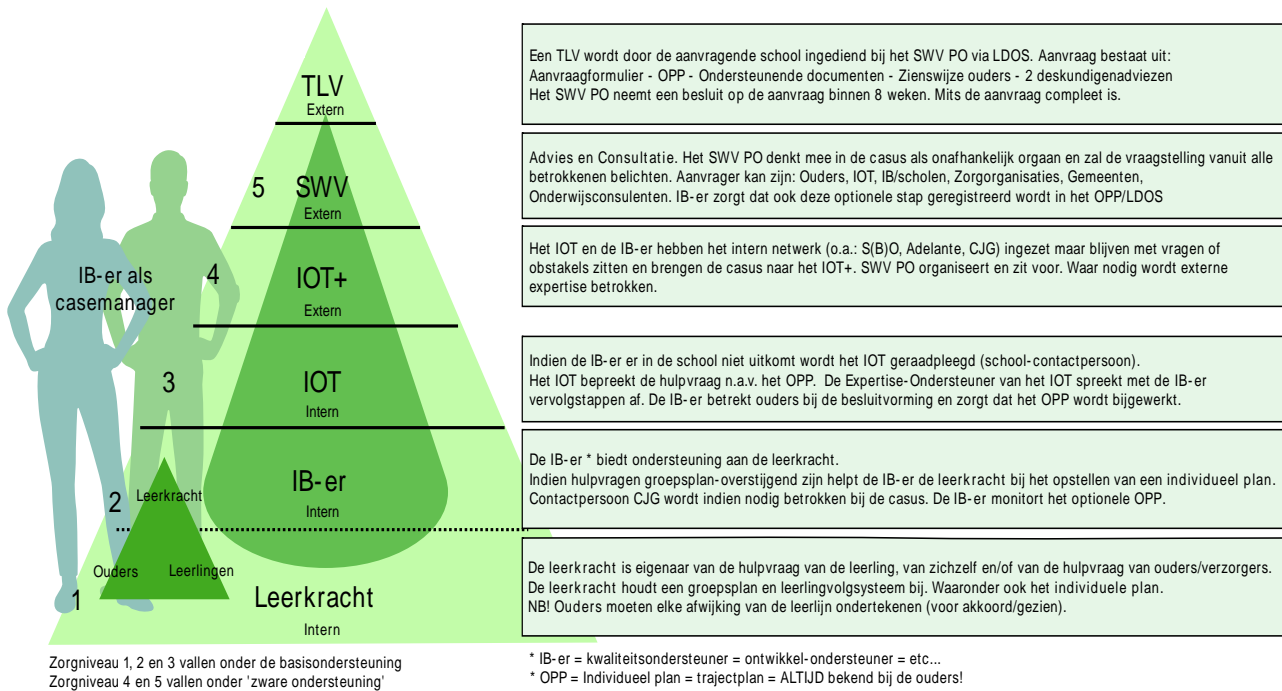 TLV
Extern
Een TLV wordt door de aanvragende school ingediend bij het SWV PO via LDOS. Aanvraag bestaat uit:
Aanvraagformulier - OPP - Ondersteunende documenten - Zienswijze ouders - 2 deskundigenadviezen
Het SWV PO neemt een besluit op de aanvraag binnen 8 weken. Mits de aanvraag compleet is.
5
SWV
Extern
Advies en Consultatie. Het SWV PO denkt mee in de casus als onafhankelijk orgaan en zal de vraagstelling vanuit alle
betrokkenen belichten. Aanvrager kan zijn: Ouders, IOT, IB/scholen, Zorgorganisaties, Gemeenten,
Onderwijsconsulenten. IB-er zorgt dat ook deze optionele stap geregistreerd wordt in het OPP/LDOS
IB-er als
casemanager
4
IOT+
Extern
Het IOT en de IB-er hebben het intern netwerk (o.a.: S(B)O, Adelante, CJG) ingezet maar blijven met vragen of
obstakels zitten en brengen de casus naar het IOT+. SWV PO organiseert en zit voor. Waar nodig wordt externe
expertise betrokken.
3
IOT
Intern
Indien de IB-er er in de school niet uitkomt wordt het IOT geraadpleegd (school-contactpersoon).
Het IOT bepreekt de hulpvraag n.a.v. het OPP. De Expertise-Ondersteuner van het IOT spreekt met de IB-er
vervolgstappen af. De IB-er betrekt ouders bij de besluitvorming en zorgt dat het OPP wordt bijgewerkt.
2
Leerkracht
Ouders
Leerlingen
IB-er
Intern
De IB-er * biedt ondersteuning aan de leerkracht.
Indien hulpvragen groepsplan-overstijgend zijn helpt de IB-er de leerkracht bij het opstellen van een individueel plan.
Contactpersoon CJG wordt indien nodig betrokken bij de casus. De IB-er monitort het optionele OPP.
1
Leerkracht
Intern
De leerkracht is eigenaar van de hulpvraag van de leerling, van zichzelf en/of van de hulpvraag van ouders/verzorgers.
De leerkracht houdt een groepsplan en leerlingvolgsysteem bij. Waaronder ook het individuele plan.
NB! Ouders moeten elke afwijking van de leerlijn ondertekenen (voor akkoord/gezien).
Zorgniveau 1, 2 en 3 vallen onder de basisondersteuning
Zorgniveau 4 en 5 vallen onder 'zware ondersteuning'
* IB-er = kwaliteitsondersteuner = ontwikkel-ondersteuner = etc...
* OPP = Individueel plan = trajectplan = ALTIJD bekend bij de ouders!